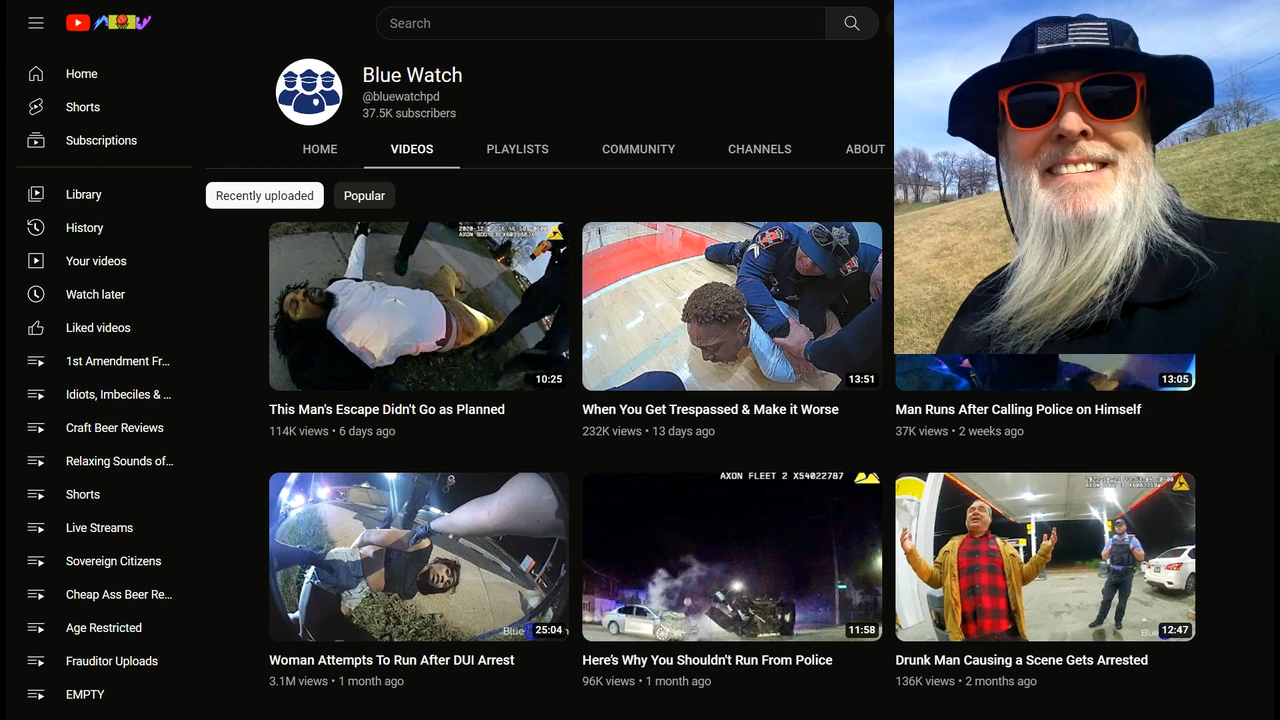 Search
Home
Shorts
Subscriptions
Library
History
Your videos
Watch later
Liked videos
1st Amendment Fr...
Idiots, Imbeciles & ...
Craft Beer Reviews
Relaxing Sounds of...
Shorts
Live Streams
Sovereign Citizens
Cheap Ass Beer Re...
Age Restricted
Frauditor Uploads
EMPTY
Blue Watch
@bluewatchpd
37.5K subscribers
HOME VIDEOS PLAYLISTS COMMUNITY CHANNELS ABOUT
Recently uploaded Popular
10:25 13:51 13:05
This Man's Escape Didn't Go as Planned
114K views • 6 days ago
When You Get Trespassed & Make it Worse
232K views • 13 days ago
Man Runs After Calling Police on Himself
37K views • 2 weeks ago
AXON FLEET 2 X54022787
Blue 25:04 11:58 Blue 12:47
Woman Attempts To Run After DUI Arrest
3.1M views • 1 month ago
Here's Why You Shouldn't Run From Police
96K views • 1 month ago
Drunk Man Causing a Scene Gets Arrested
136K views • 2 months ago